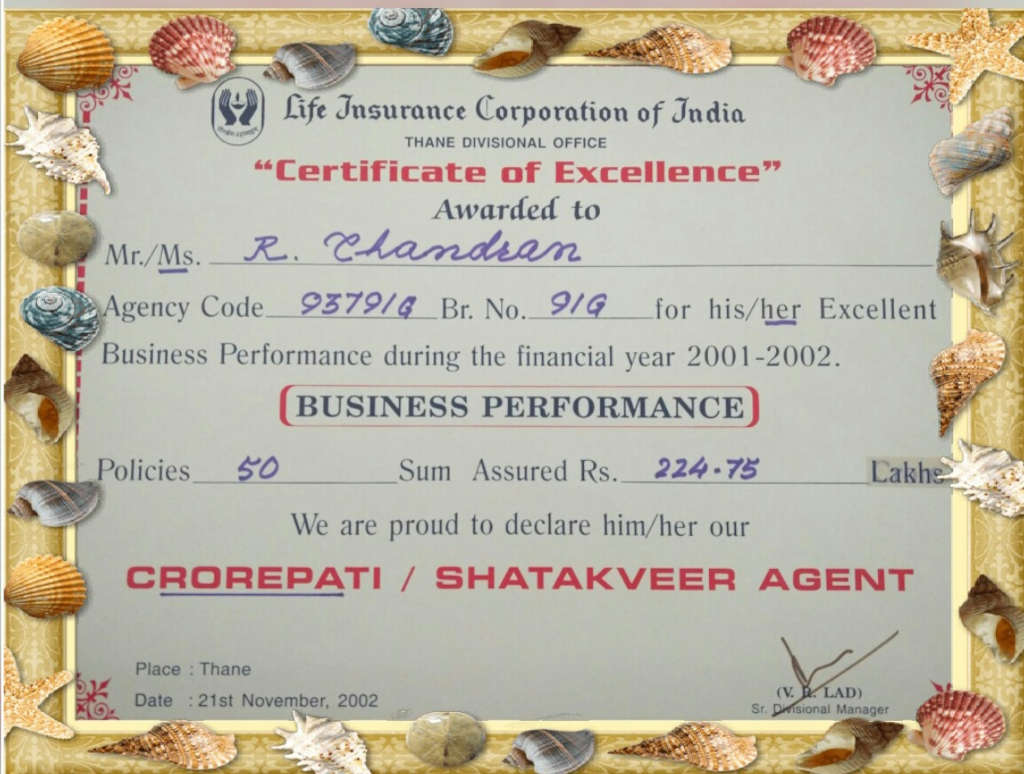 Life Insurance Corporation of India
THANE DIVISIONAL OFFICE
“Certificate of Excellence”
Awarded to
Mr./Ms. R. Chandran
Agency Code 93791G Br. No. 91G for his/her Excellent
Business Performance during the financial year 2001-2002.
BUSINESS PERFORMANCE
Policies 50 Sum Assured Rs. 224.75 Lakhs
We are proud to declare him/her our
CROREPATI / SHATAKVEER AGENT
Place : Thane
Date : 21st November, 2002
(V. R. LAD)
Sr. Divisional Manager